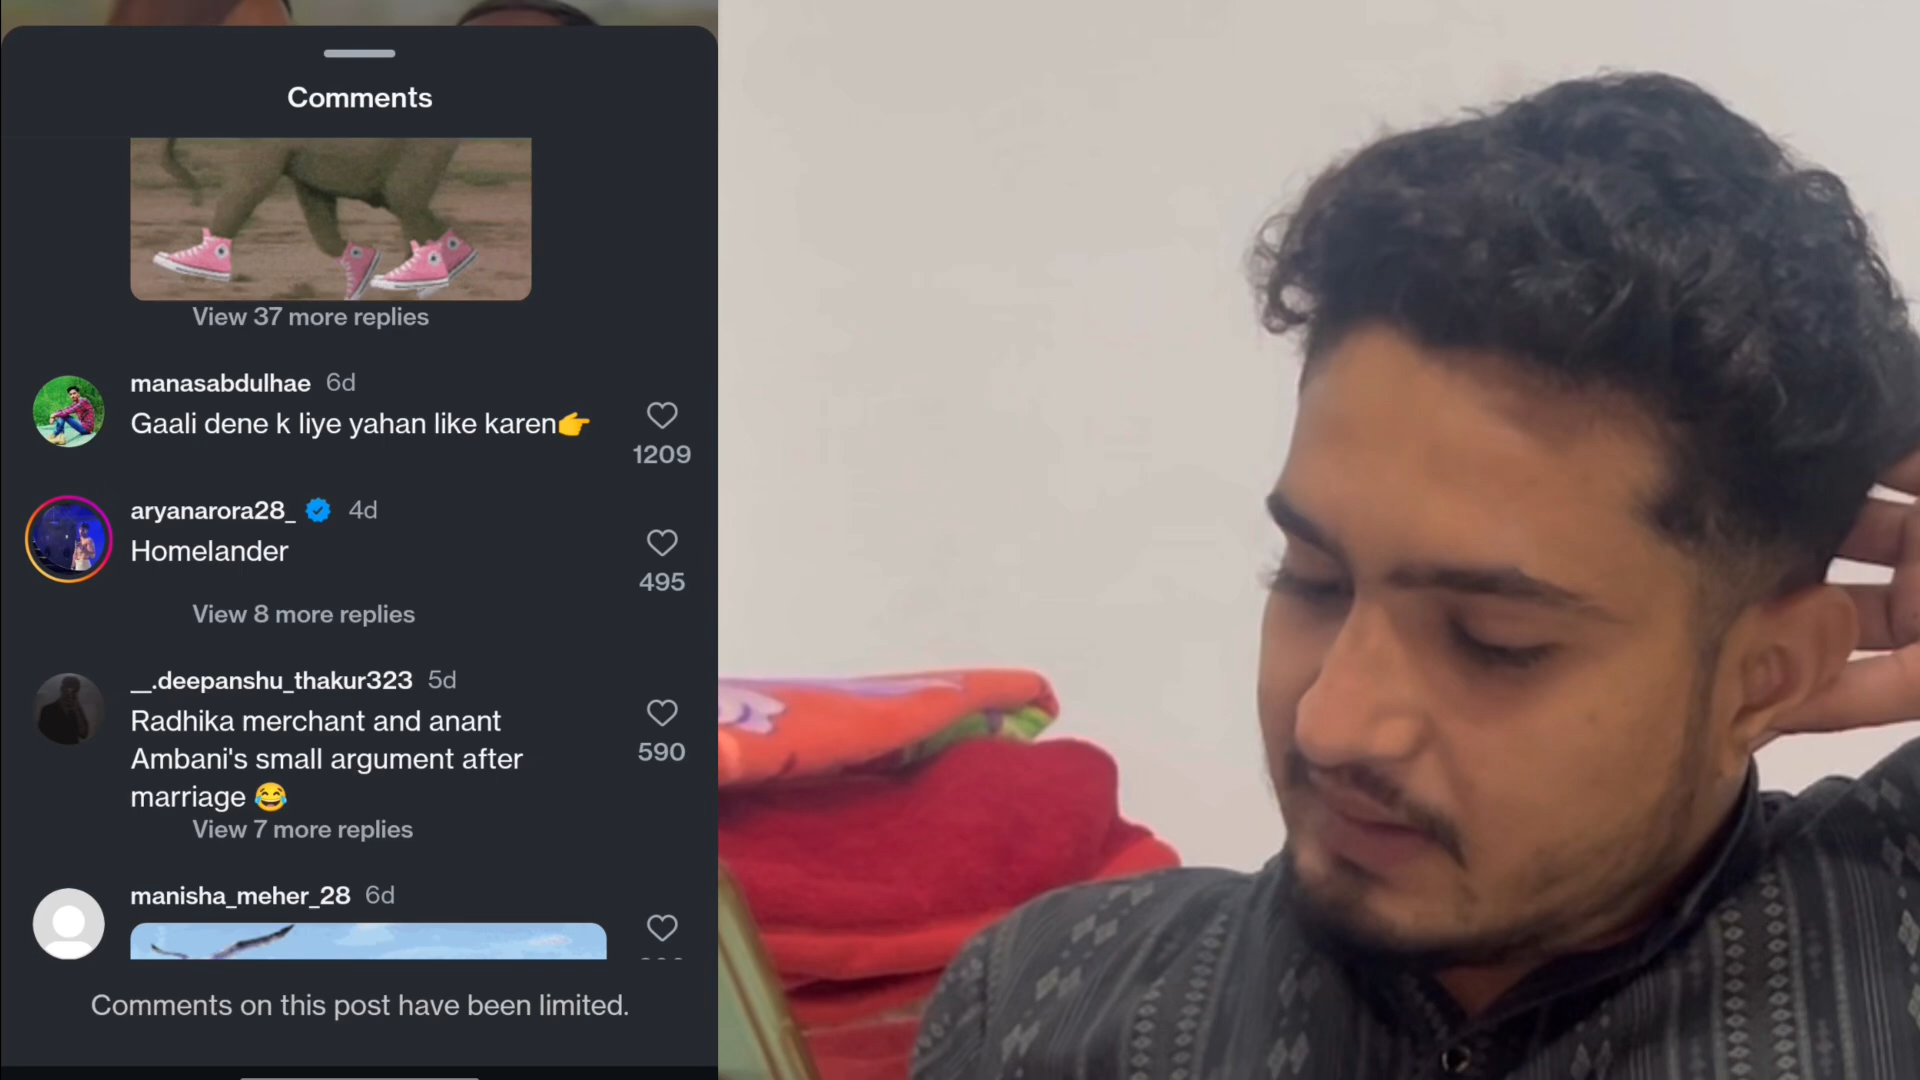 Comments
View 37 more replies
manasabdulhae 6d
Gaali dene k liye yahan like karen👉
1209
aryanarora28_ 4d
Homelander
495
View 8 more replies
__.deepanshu_thakur323 5d
Radhika merchant and anant
Ambani's small argument after
marriage 😂
590
View 7 more replies
manisha_meher_28 6d
Comments on this post have been limited.